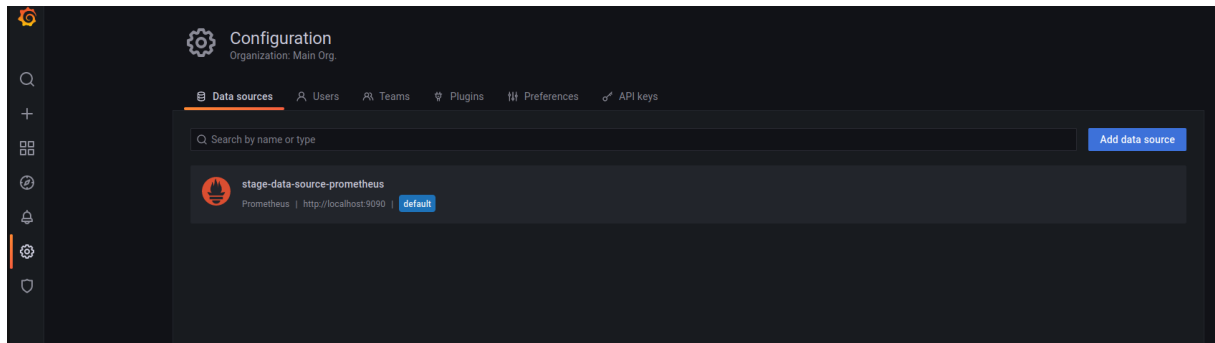 Configuration
Organization: Main Org.
Data sources Users Teams Plugins Preferences API keys
Search by name or type Add data source
stage-data-source-prometheus
Prometheus | http://localhost:9090 | default